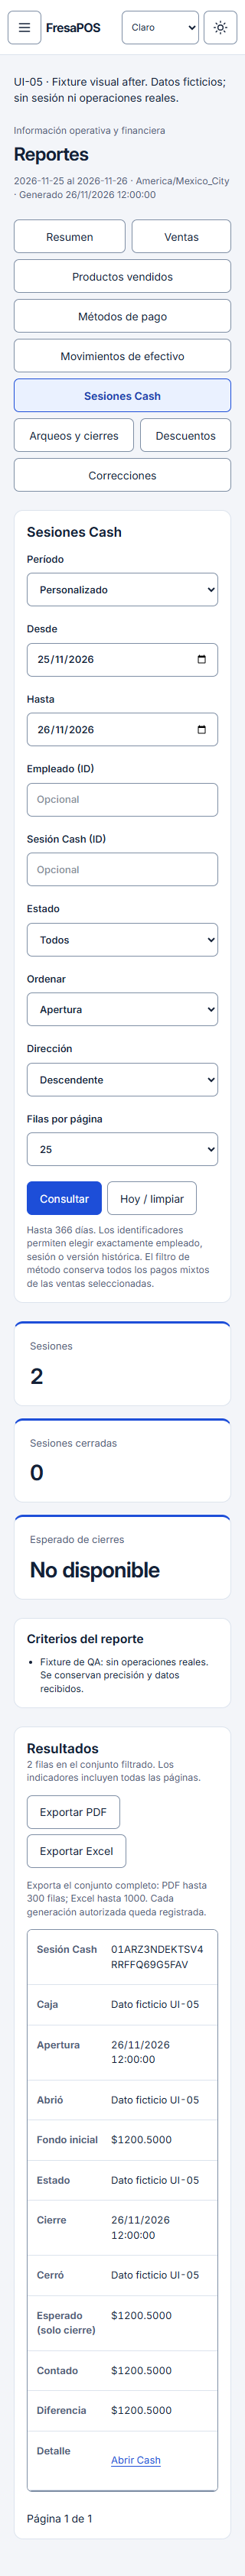 FresaPOS
Claro
UI-05 · Fixture visual after. Datos ficticios;
sin sesión ni operaciones reales.
Información operativa y financiera
Reportes
2026-11-25 al 2026-11-26 · America/Mexico_City
· Generado 26/11/2026 12:00:00
Resumen
Ventas
Productos vendidos
Métodos de pago
Movimientos de efectivo
Sesiones Cash
Arqueos y cierres
Descuentos
Correcciones
Sesiones Cash
Período
Personalizado
Desde
25/11/2026
Hasta
26/11/2026
Empleado (ID)
Opcional
Sesión Cash (ID)
Opcional
Estado
Todos
Ordenar
Apertura
Dirección
Descendente
Filas por página
25
Consultar
Hoy / limpiar
Hasta 366 días. Los identificadores
permiten elegir exactamente empleado,
sesión o versión histórica. El filtro de
método conserva todos los pagos mixtos
de las ventas seleccionadas.
Sesiones
2
Sesiones cerradas
0
Esperado de cierres
No disponible
Criterios del reporte
• Fixture de QA: sin operaciones reales.
Se conservan precisión y datos
recibidos.
Resultados
2 filas en el conjunto filtrado. Los
indicadores incluyen todas las páginas.
Exportar PDF
Exportar Excel
Exporta el conjunto completo: PDF hasta
300 filas; Excel hasta 1000. Cada
generación autorizada queda registrada.
Sesión Cash 01ARZ3NDEKTSV4
RRFFQ69G5FAV
Caja Dato ficticio UI-05
Apertura 26/11/2026
12:00:00
Abrió Dato ficticio UI-05
Fondo inicial $1200.5000
Estado Dato ficticio UI-05
Cierre 26/11/2026
12:00:00
Cerró Dato ficticio UI-05
Esperado $1200.5000
(solo cierre)
Contado $1200.5000
Diferencia $1200.5000
Detalle
Abrir Cash
Página 1 de 1